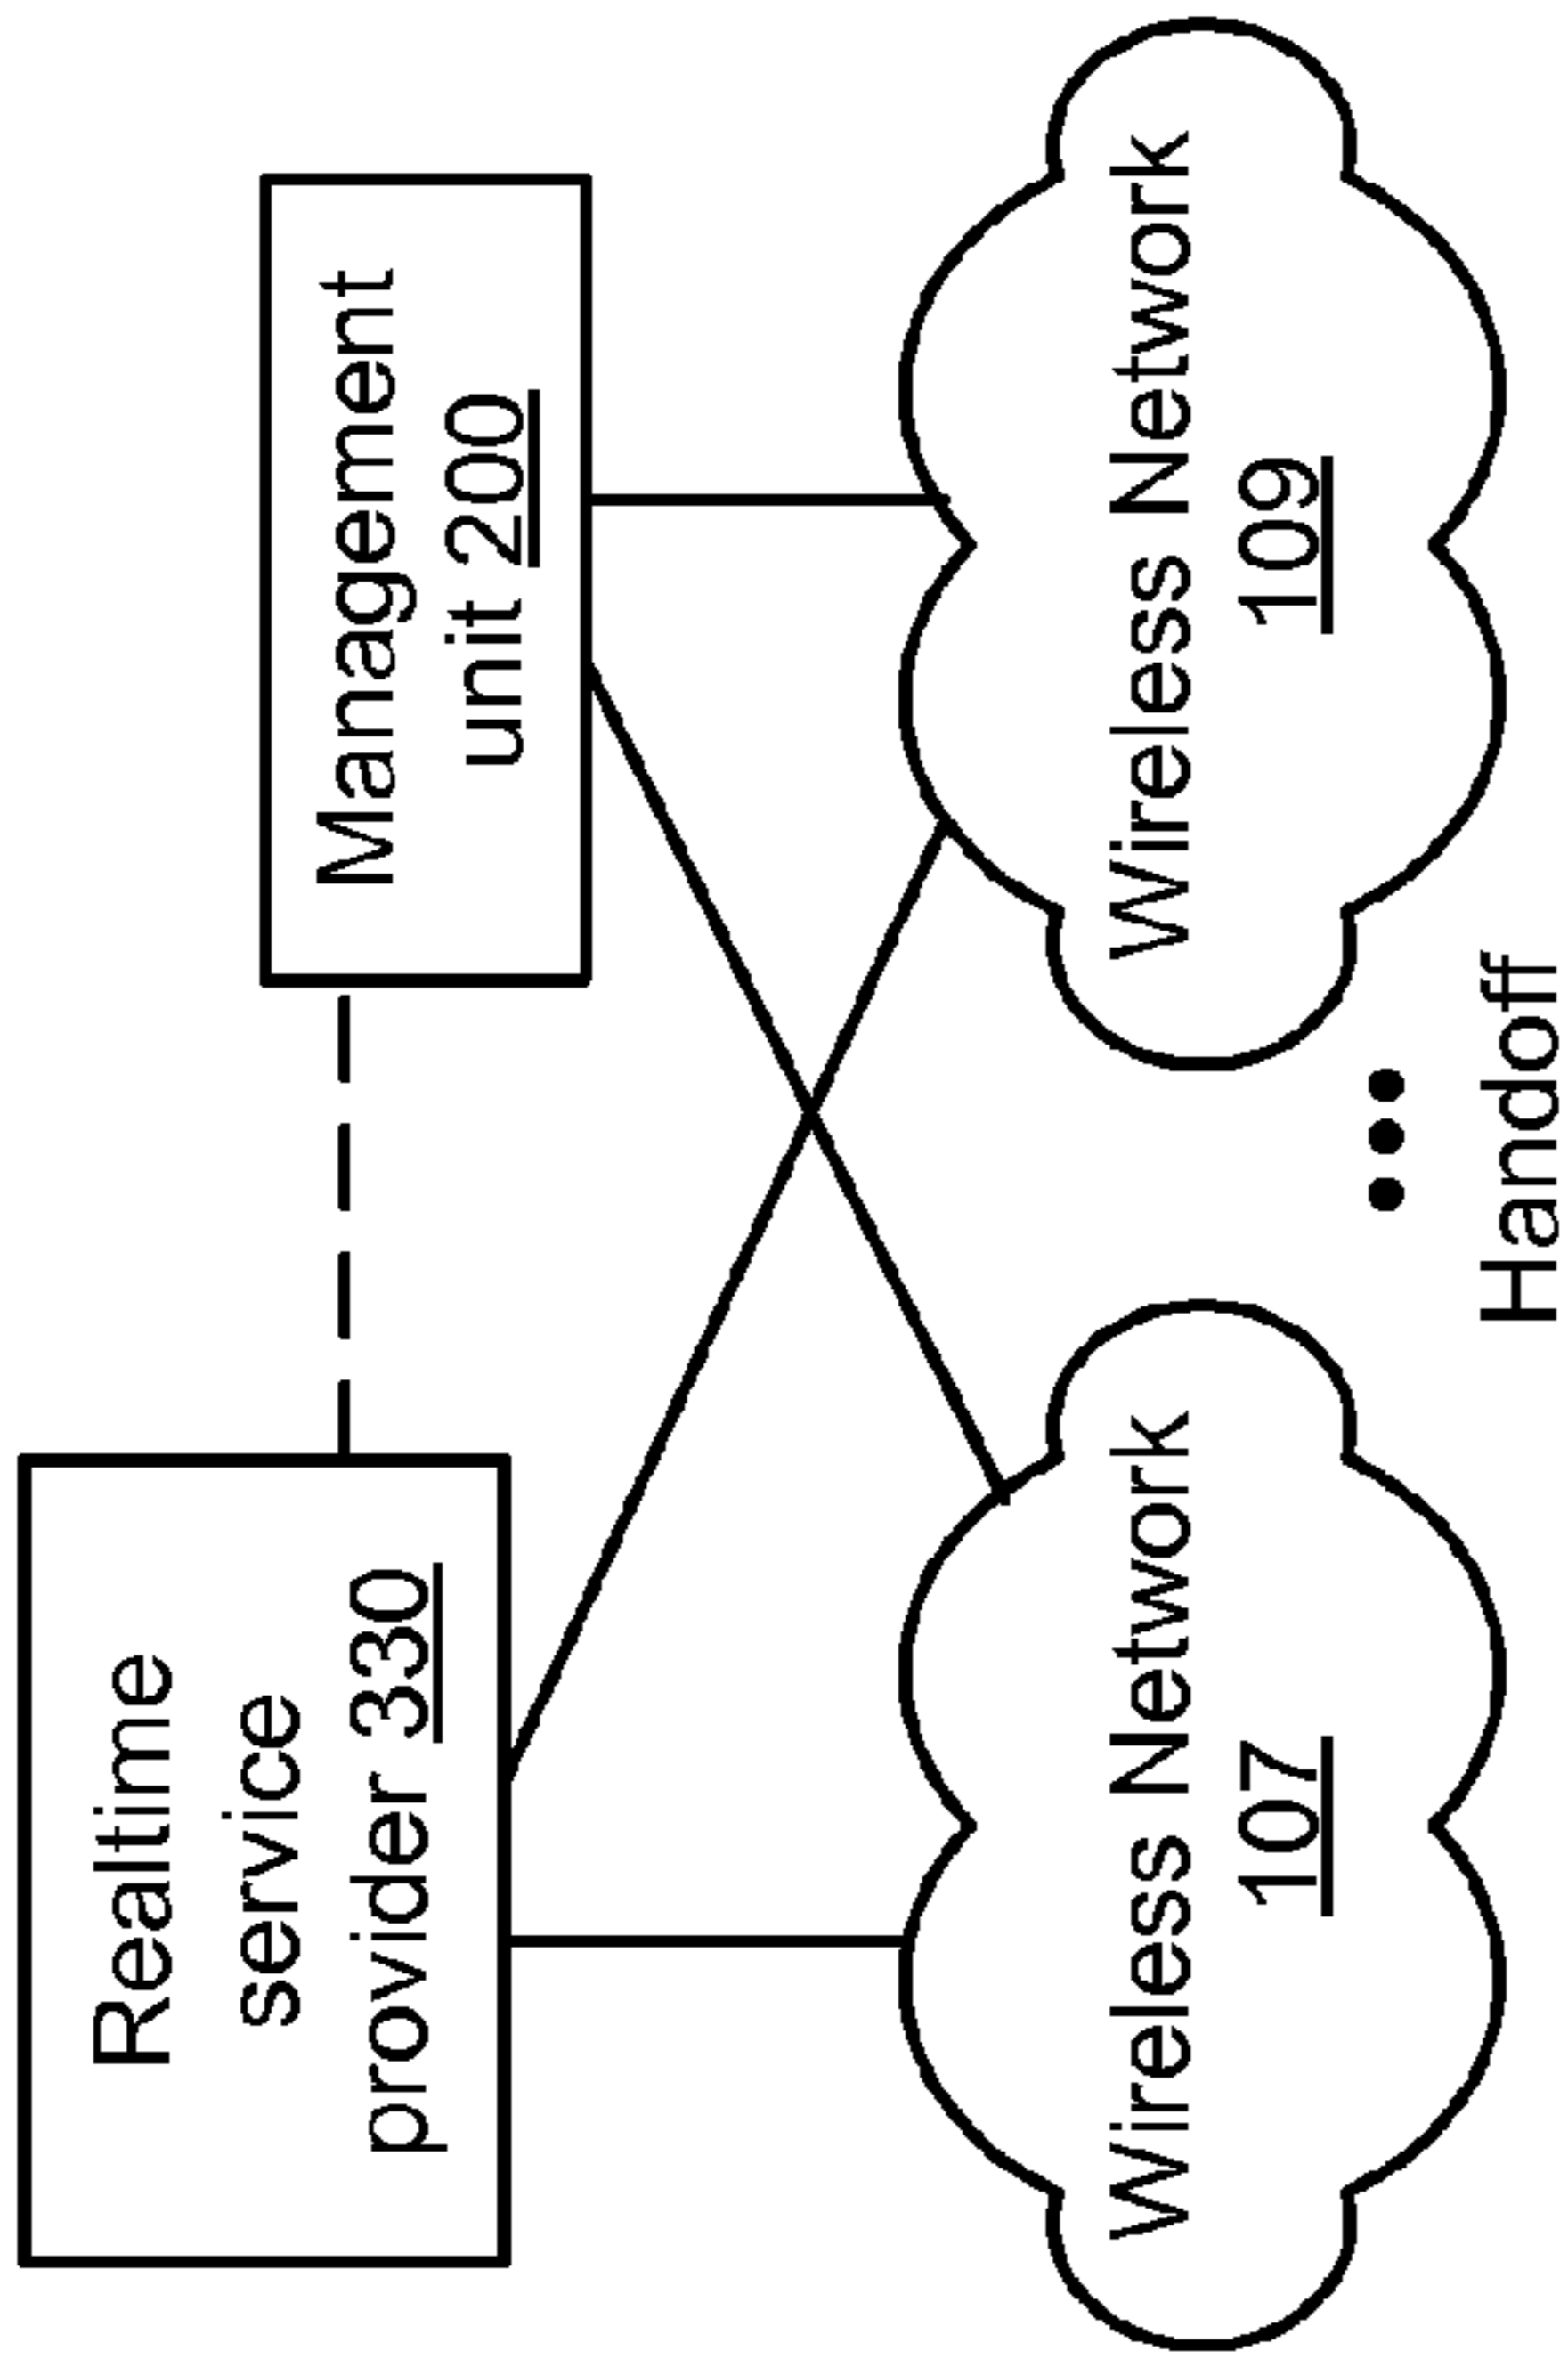 Realtime
service
provider 330
Management
unit 200
Wireless Network
107
Wireless Network
109
Handoff